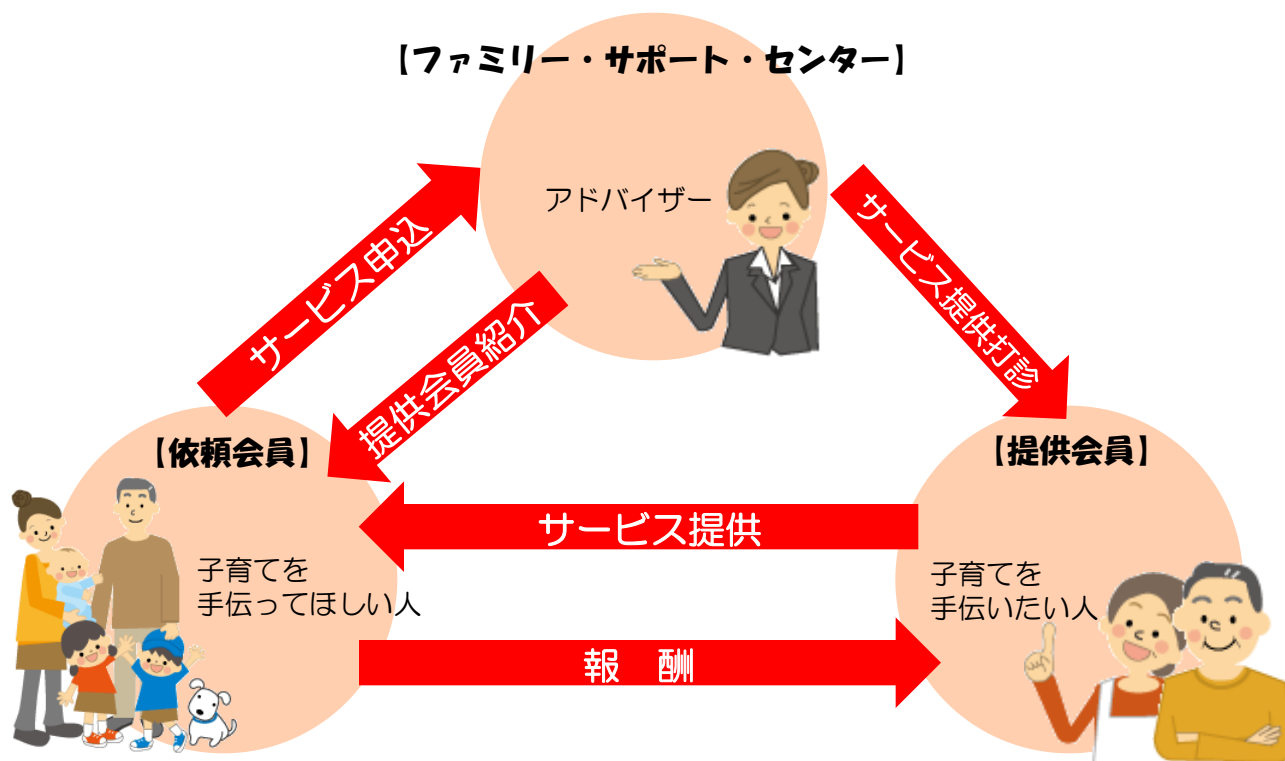 【ファミリー・サポート・センター】
アドバイザー
サービス申込
提供会員紹介
サービス提供打診
【依頼会員】
子育てを
手伝ってほしい人
【提供会員】
子育てを
手伝いたい人
サービス提供
報　酬